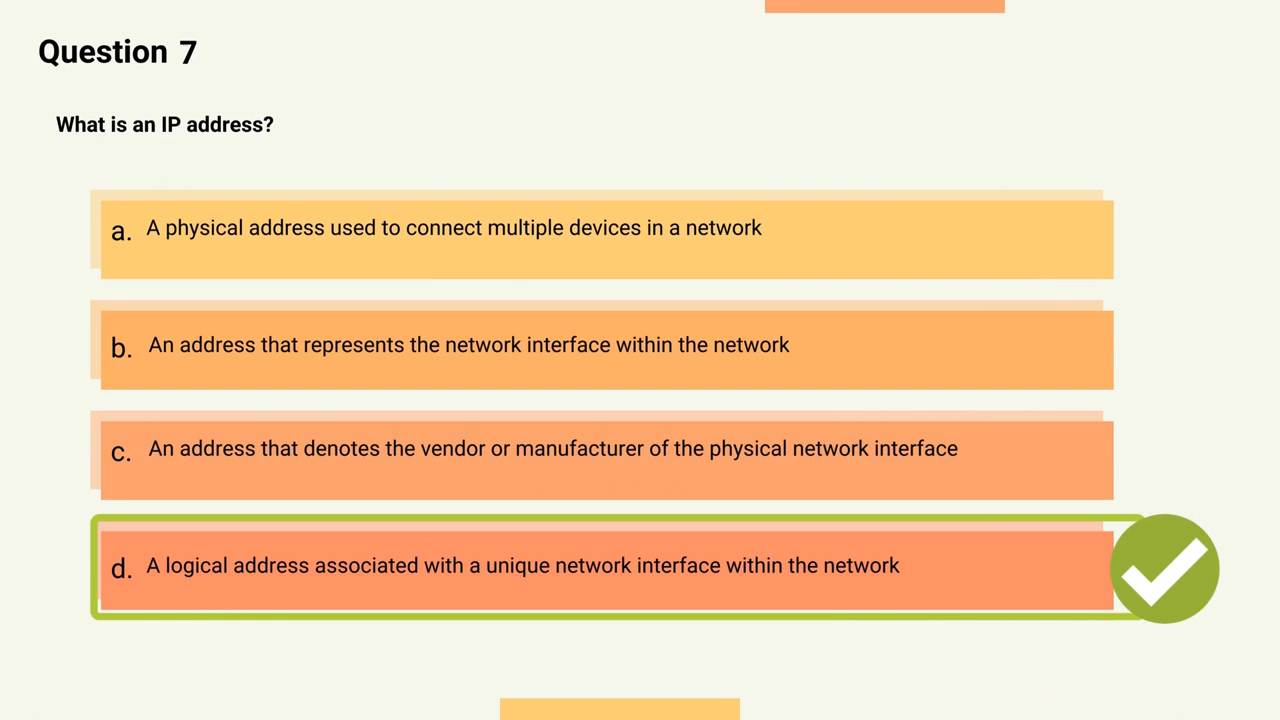 Question 7
What is an IP address?
a. A physical address used to connect multiple devices in a network
b. An address that represents the network interface within the network
c. An address that denotes the vendor or manufacturer of the physical network interface
d. A logical address associated with a unique network interface within the network